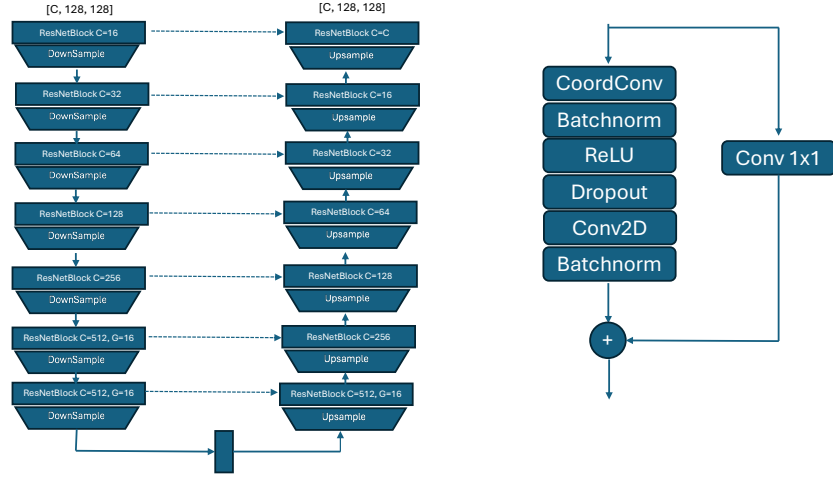 [C, 128, 128]
ResNetBlock C=16
DownSample
ResNetBlock C=32
DownSample
ResNetBlock C=64
DownSample
ResNetBlock C=128
DownSample
ResNetBlock C=256
DownSample
ResNetBlock C=512, G=16
DownSample
ResNetBlock C=512, G=16
DownSample
[C, 128, 128]
ResNetBlock C=C
Upsample
ResNetBlock C=16
Upsample
ResNetBlock C=32
Upsample
ResNetBlock C=64
Upsample
ResNetBlock C=128
Upsample
ResNetBlock C=256
Upsample
ResNetBlock C=512, G=16
Upsample
CoordConv
Batchnorm
ReLU
Dropout
Conv2D
Batchnorm
+
Conv 1x1